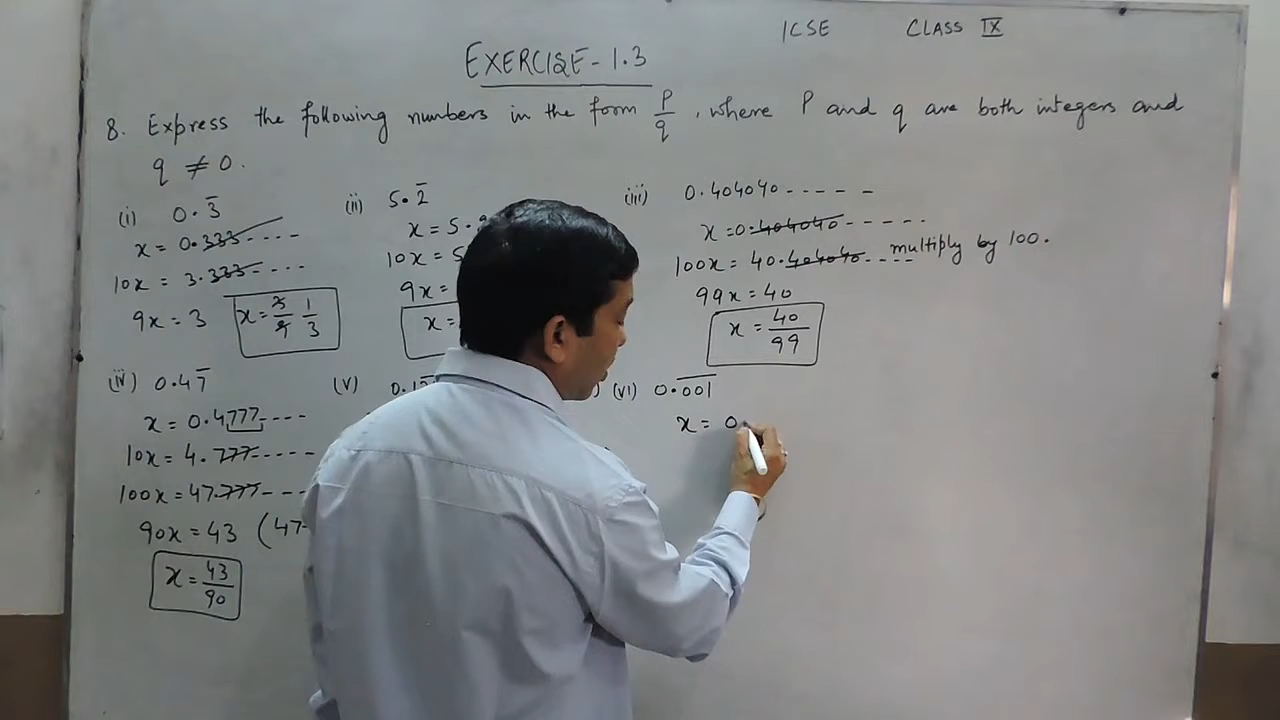 ICSE CLASS IX
EXERCISE-1.3
8. Express the following numbers in the form P/q, where P and q are both integers and
q ≠ 0.
(i) 0.3̅
x = 0.333----
10x = 3.333----
9x = 3
x = 3/9 1/3
(ii) 5.2̅
x = 5.
10x = 5
9x =
x =
(iii) 0.404040-----
x = 0.404040-----
100x = 40.404040---- multiply by 100.
99x = 40
x = 40/99
(iv) 0.47̅
x = 0.4777----
10x = 4.777----
100x = 47.777---
90x = 43 (47-
x = 43/90
(v) 0.1
(vi) 0.0̅0̅1̅
x = 0.